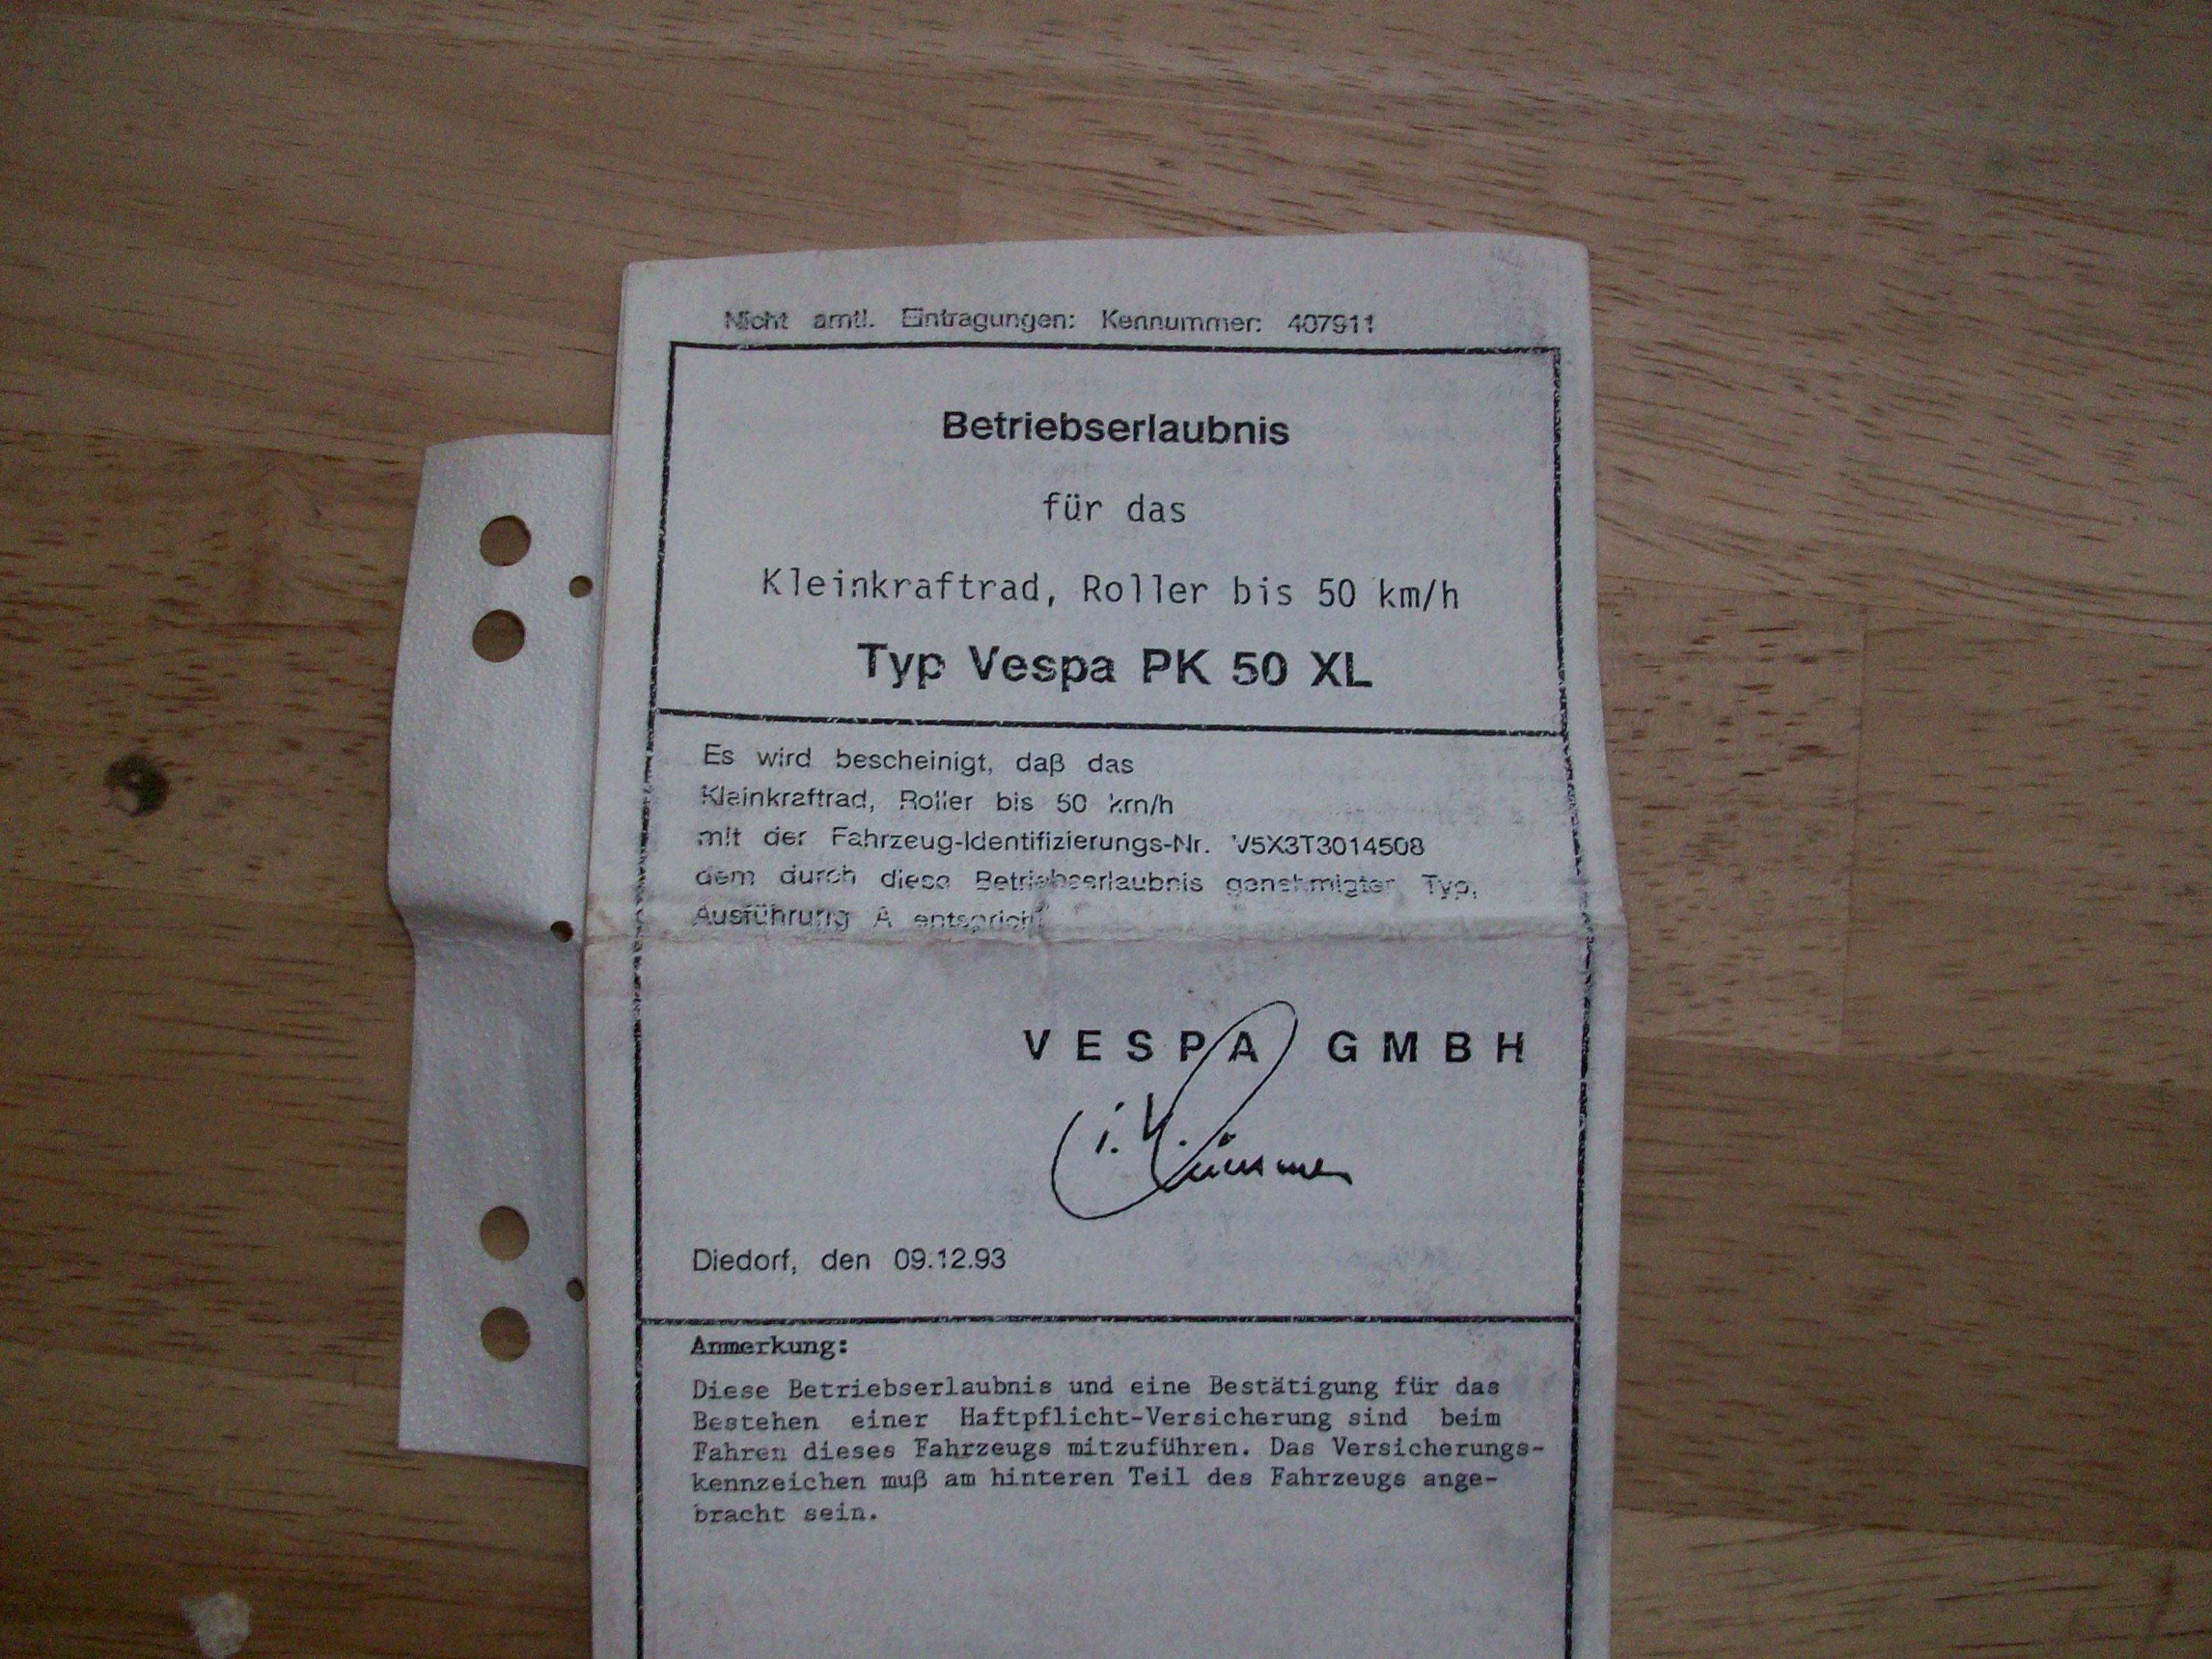 Nicht amtl. Eintragungen: Kennummer: 407911
Betriebserlaubnis
für das
Kleinkraftrad, Roller bis 50 km/h
Typ Vespa PK 50 XL
Es wird bescheinigt, daß das
Kleinkraftrad, Roller bis 50 km/h
mit der Fahrzeug-Identifizierungs-Nr. V5X3T3014508
dem durch diese Betriebserlaubnis genehmigten Typ,
Ausführung A entspricht
VESPA GMBH
i.V.
Diedorf, den 09.12.93
Anmerkung:
Diese Betriebserlaubnis und eine Bestätigung für das
Bestehen einer Haftpflicht-Versicherung sind beim
Fahren dieses Fahrzeugs mitzuführen. Das Versicherungs-
kennzeichen muß am hinteren Teil des Fahrzeugs ange-
bracht sein.